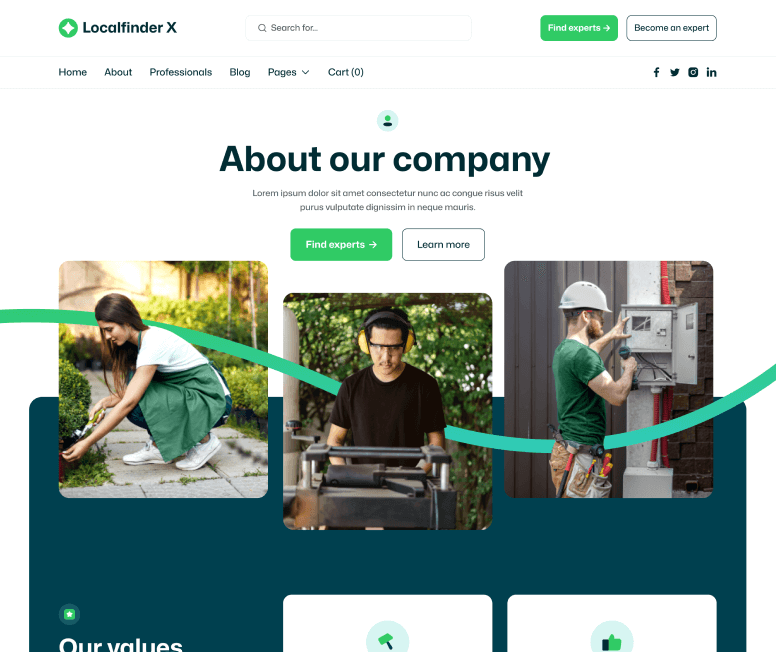 Localfinder X
Search for...
Find experts →
Become an expert
Home
About
Professionals
Blog
Pages
Cart (0)
About our company
Lorem ipsum dolor sit amet consectetur nunc ac congue risus velit
purus vulputate dignissim in neque mauris.
Find experts →
Learn more
Our values